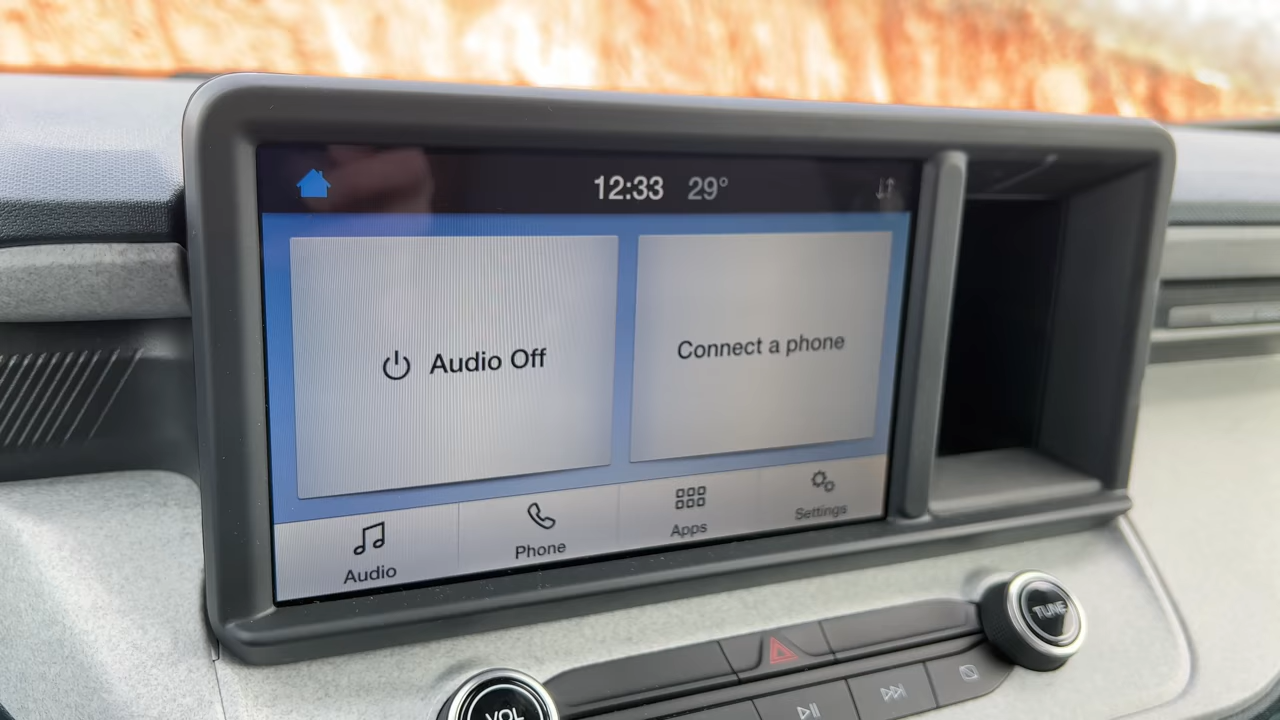 12:33 29°
Audio Off
Connect a phone
Audio
Phone
Apps
Settings
TUNE
VOL